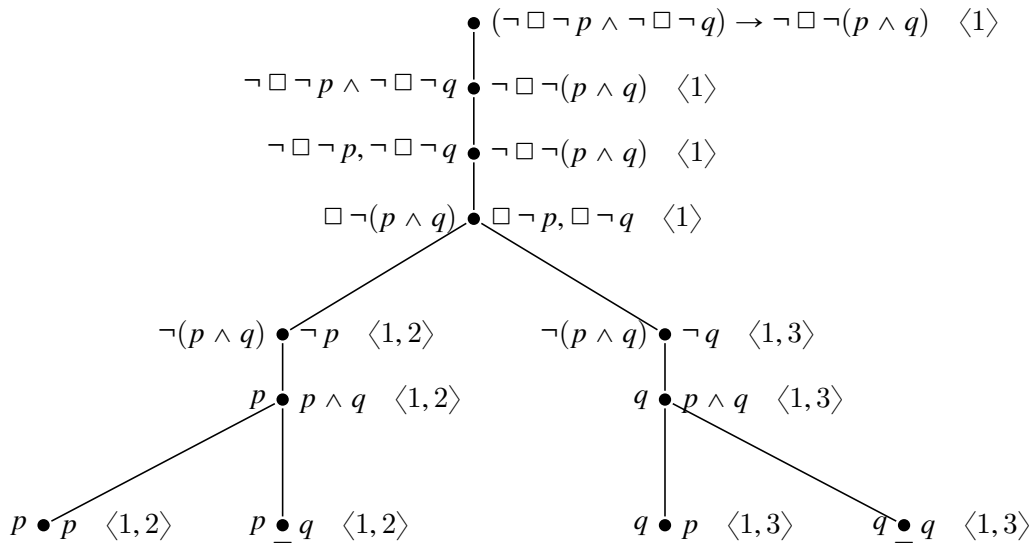 (¬ □ ¬ p ∧ ¬ □ ¬ q) → ¬ □ ¬(p ∧ q) ⟨1⟩
¬ □ ¬ p ∧ ¬ □ ¬ q ¬ □ ¬(p ∧ q) ⟨1⟩
¬ □ ¬ p, ¬ □ ¬ q ¬ □ ¬(p ∧ q) ⟨1⟩
□ ¬(p ∧ q) □ ¬ p, □ ¬ q ⟨1⟩
¬(p ∧ q) ¬ p ⟨1, 2⟩ ¬(p ∧ q) ¬ q ⟨1, 3⟩
p p ∧ q ⟨1, 2⟩ q p ∧ q ⟨1, 3⟩
p p ⟨1, 2⟩ p q ⟨1, 2⟩ q p ⟨1, 3⟩ q q ⟨1, 3⟩